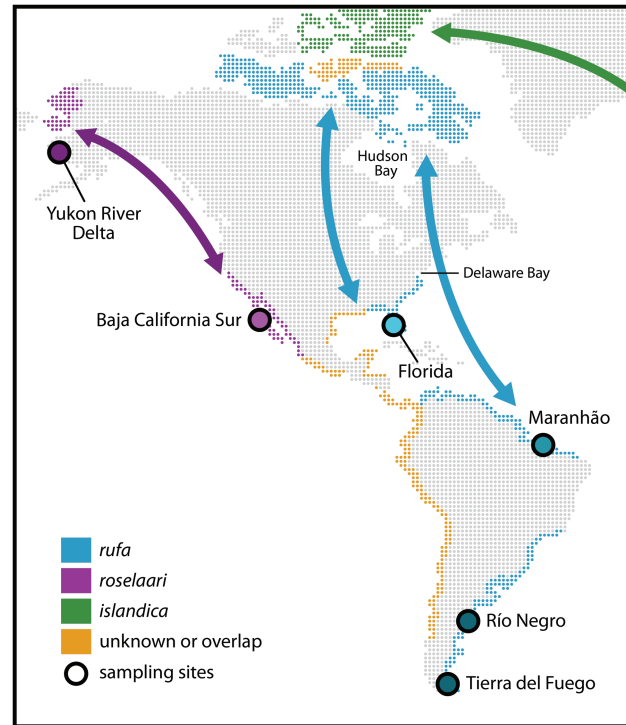 Hudson
Bay
Yukon River
Delta
Delaware Bay
Baja California Sur
Florida
Maranhão
rufa
roselaari
islandica
unknown or overlap
sampling sites
Río Negro
Tierra del Fuego